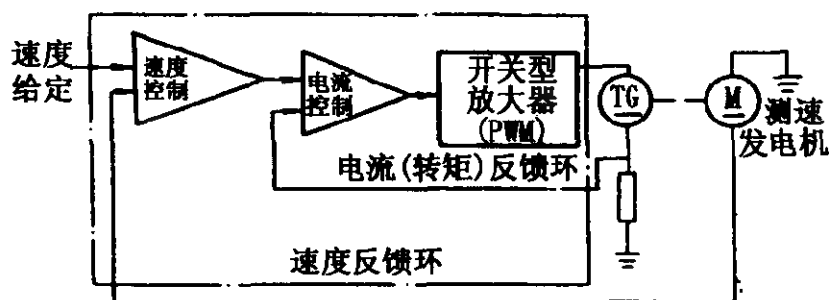 速度
给定
速度
控制
电流
控制
开关型
放大器
(PWM)
TG
M
测速
发电机
电流(转矩)反馈环
速度反馈环